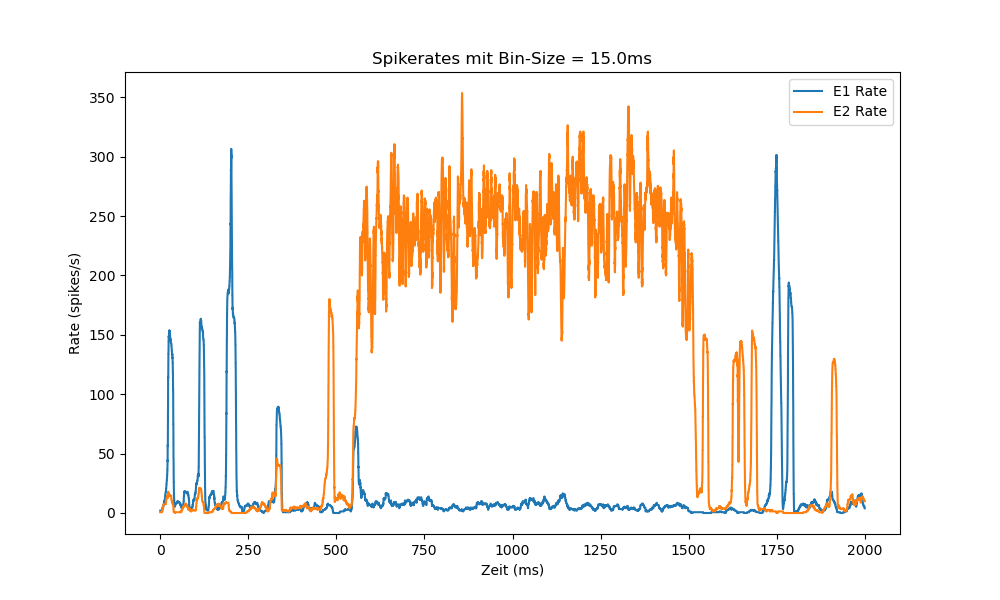 Spikerates mit Bin-Size = 15.0ms
E1 Rate
E2 Rate
350
300
250
200
150
100
50
0
Rate (spikes/s)
0 250 500 750 1000 1250 1500 1750 2000
Zeit (ms)